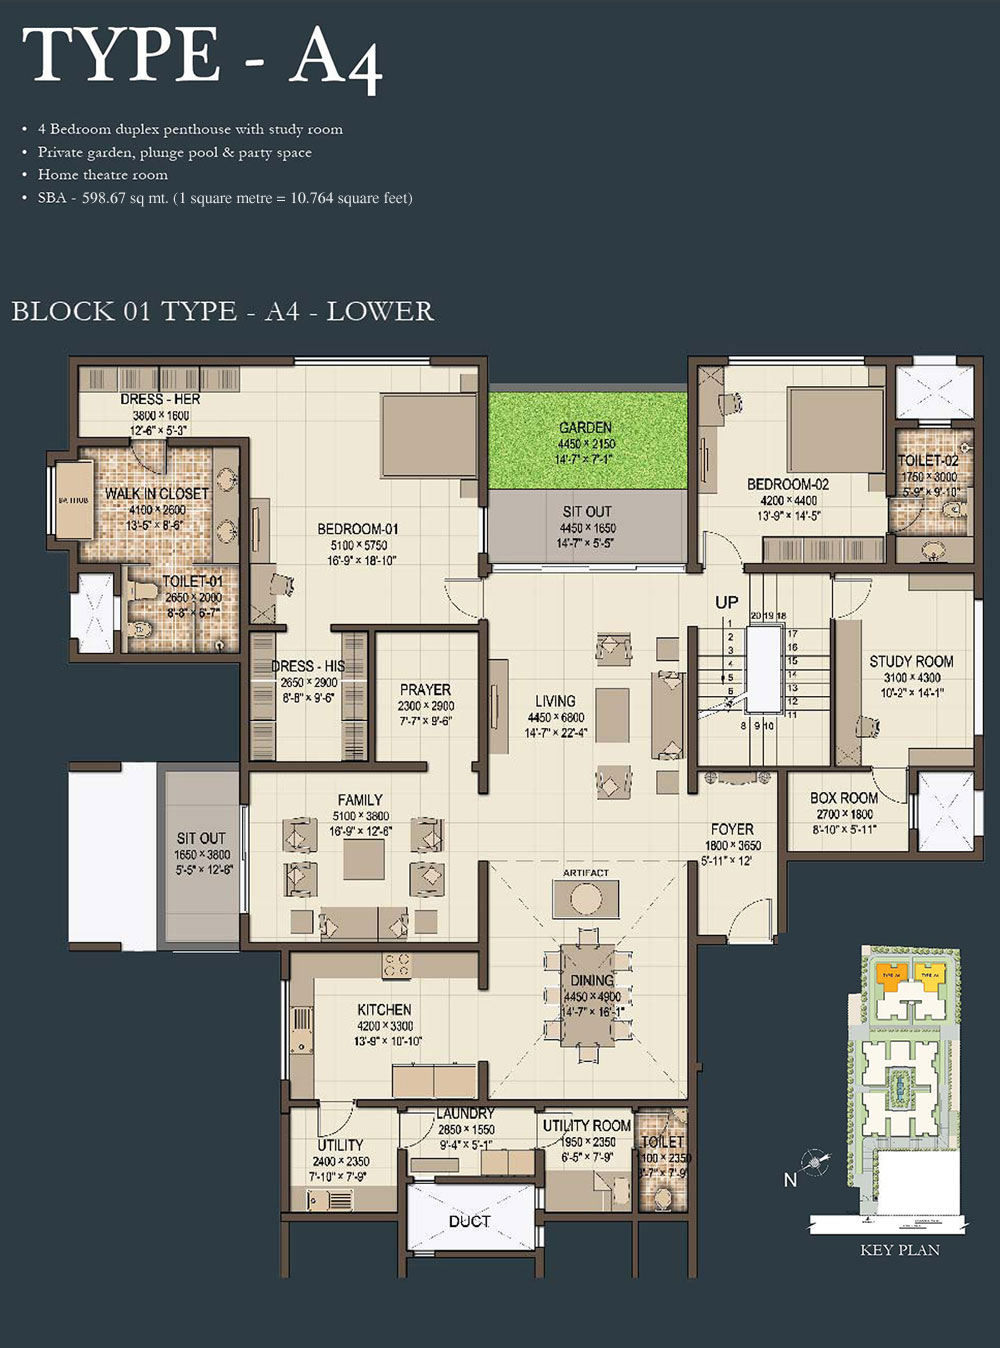 TYPE - A4
• 4 Bedroom duplex penthouse with study room
• Private garden, plunge pool & party space
• Home theatre room
• SBA - 598.67 sq mt. (1 square metre = 10.764 square feet)
BLOCK 01 TYPE - A4 - LOWER
DRESS - HER
3800 × 1600
12'-6" × 5'-3"
BATHTUB
WALK IN CLOSET
4100 × 2600
13'-5" × 8'-6"
TOILET-01
2650 × 2000
8'-8" × 6'-7"
BEDROOM-01
5100 × 5750
16'-9" × 18'-10"
GARDEN
4450 × 2150
14'-7" × 7'-1"
SIT OUT
4450 × 1650
14'-7" × 5'-5"
BEDROOM-02
4200 × 4400
13'-9" × 14'-5"
TOILET-02
1750 × 3000
5'-9" × 9'-10"
DRESS - HIS
2650 × 2900
8'-8" × 9'-6"
PRAYER
2300 × 2900
7'-7" × 9'-6"
LIVING
4450 × 6800
14'-7" × 22'-4"
UP
1
2
3
4
5
6
7
8 9 10
11
12
13
14
15
16
17
20 19 18
STUDY ROOM
3100 × 4300
10'-2" × 14'-1"
SIT OUT
1650 × 3800
5'-5" × 12'-6"
FAMILY
5100 × 3800
16'-9" × 12'-6"
FOYER
1800 × 3650
5'-11" × 12'
BOX ROOM
2700 × 1800
8'-10" × 5'-11"
ARTIFACT
DINING
4450 × 4900
14'-7" × 16'-1"
KITCHEN
4200 × 3300
13'-9" × 10'-10"
UTILITY
2400 × 2350
7'-10" × 7'-9"
LAUNDRY
2850 × 1550
9'-4" × 5'-1"
UTILITY ROOM
1950 × 2350
6'-5" × 7'-9"
TOILET
1100 × 2350
3'-7" × 7'-9"
DUCT
TYPE A4
TYPE A4
N
KEY PLAN